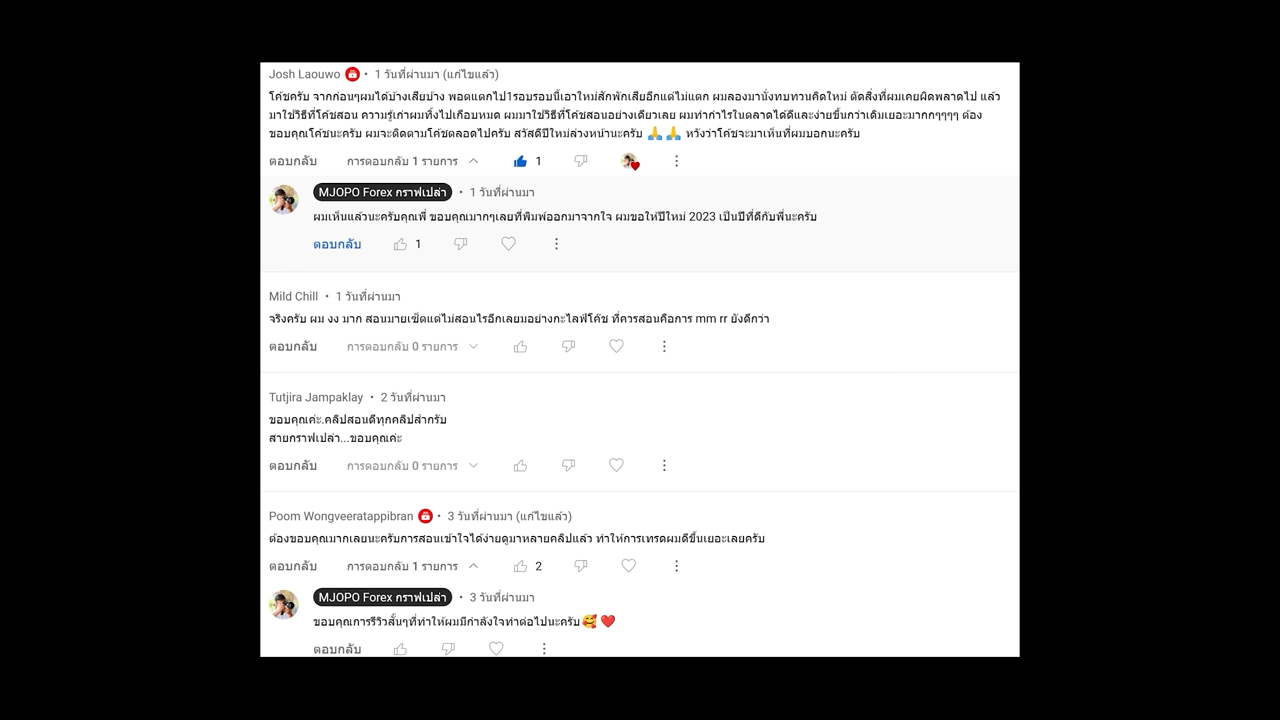 Josh Laouwo • 1 วันที่ผ่านมา (แก้ไขแล้ว)
โค้ชครับ จากก่อนๆผมได้บ้างเสียบ้าง พอตแตกไป1รอบรอบนี้เอาใหม่สักพักเสียอีกแต่ไม่แตก ผมลองมานั่งทบทวนคิดใหม่ ตัดสิ่งที่ผมเคยผิดพลาดไป แล้ว
มาใช้วิธีที่โค้ชสอน ความรู้เก่าผมทิ้งไปเกือบหมด ผมมาใช้วิธีที่โค้ชสอนอย่างเดียวเลย ผมทำกำไรในตลาดได้ดีและง่ายขึ้นกว่าเดิมเยอะมากกๆๆๆๆ ต้อง
ขอบคุณโค้ชนะครับ ผมจะติดตามโค้ชตลอดไปครับ สวัสดีปีใหม่ล่วงหน้านะครับ 🙏 🙏 หวังว่าโค้ชจะมาเห็นที่ผมบอกนะครับ
ตอบกลับ การตอบกลับ 1 รายการ 1
MJOPO Forex กราฟเปล่า • 1 วันที่ผ่านมา
ผมเห็นแล้วนะครับคุณพี่ ขอบคุณมากๆเลยที่พิมพ์ออกมาจากใจ ผมขอให้ปีใหม่ 2023 เป็นปีที่ดีกับพี่นะครับ
ตอบกลับ 1
Mild Chill • 1 วันที่ผ่านมา
จริงครับ ผม งง มาก สอนมายเซ็ตแต่ไม่สอนไรอีกเลยมอย่างกะไลฟ์โค้ช ที่ควรสอนคือการ mm rr ยังดีกว่า
ตอบกลับ การตอบกลับ 0 รายการ
Tutjira Jampaklay • 2 วันที่ผ่านมา
ขอบคุณค่ะ.คลิปสอนดีทุกคลิปสำกรับ
สายกราฟเปล่า...ขอบคุณค่ะ
ตอบกลับ การตอบกลับ 0 รายการ
Poom Wongveeratappibran • 3 วันที่ผ่านมา (แก้ไขแล้ว)
ต้องขอบคุณมากเลยนะครับการสอนเข้าใจได้ง่ายดูมาหลายคลิปแล้ว ทำให้การเทรดผมดีขึ้นเยอะเลยครับ
ตอบกลับ การตอบกลับ 1 รายการ 2
MJOPO Forex กราฟเปล่า • 3 วันที่ผ่านมา
ขอบคุณการรีวิวสั้นๆที่ทำให้ผมมีกำลังใจทำต่อไปนะครับ🥰 ❤️
ตอบกลับ